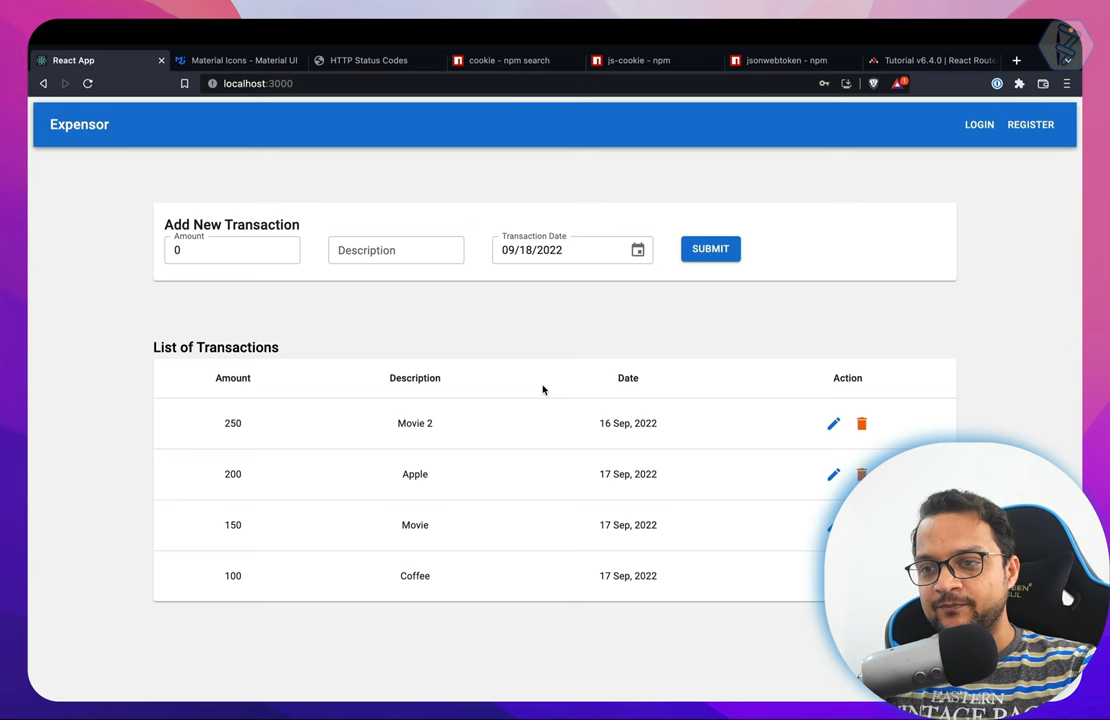 React App
Material Icons - Material UI
HTTP Status Codes
cookie - npm search
js-cookie - npm
jsonwebtoken - npm
Tutorial v6.4.0 | React Route
localhost:3000
1
Expensor
LOGIN
REGISTER
Add New Transaction
Amount
0
Description
Transaction Date
09/18/2022
SUBMIT
List of Transactions
Amount Description Date Action
250 Movie 2 16 Sep, 2022
200 Apple 17 Sep, 2022
150 Movie 17 Sep, 2022
100 Coffee 17 Sep, 2022
EASTERN